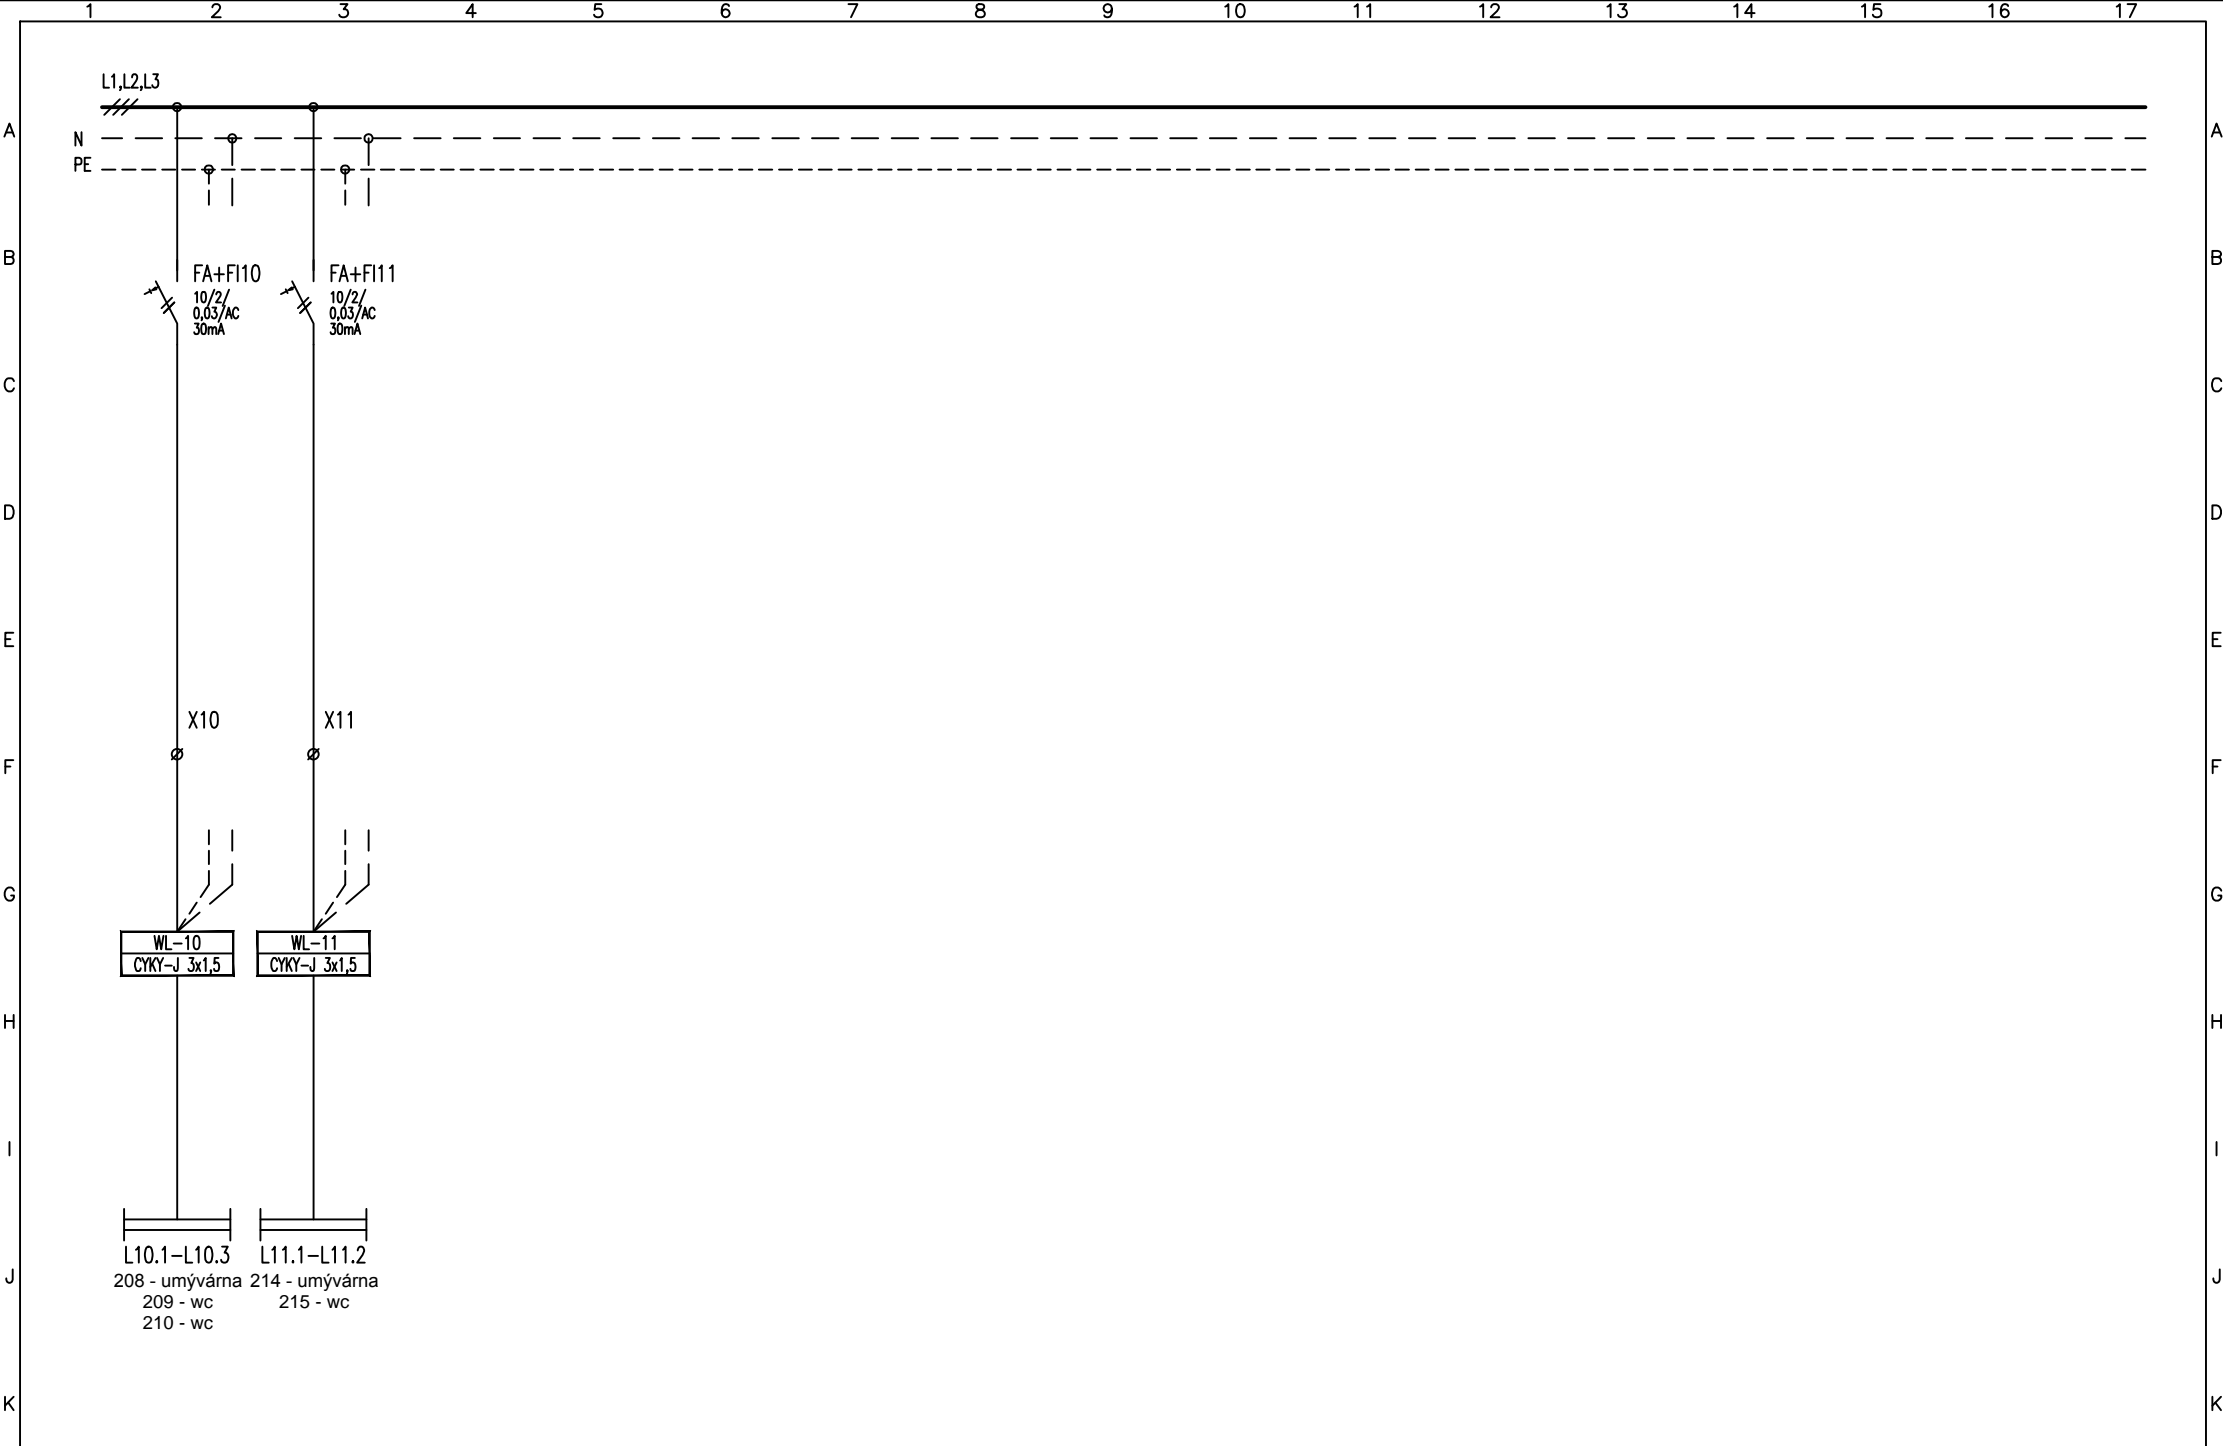 1 2 3 4 5 6 7 8 9 10 11 12 13 14 15 16 17
L1,L2,L3
A A
N
PE
B B
FA+FI10 FA+FI11
10/2/ 10/2/
0,03/AC 0,03/AC
30mA 30mA
C C
D D
E E
X10 X11
F F
G G
WL-10 WL-11
CYKY-J 3x1,5 CYKY-J 3x1,5
H H
I I
L10.1-L10.3 L11.1-L11.2
J J
208 - umývárna 214 - umývárna
209 - wc 215 - wc
210 - wc
K K